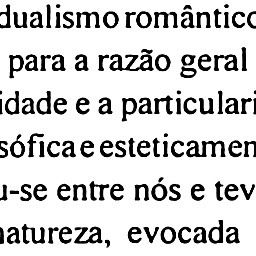 dualismo romântico
para a razão geral
idade e a particulari
sófica e esteticamen
u-se entre nós e tev
natureza, evocada